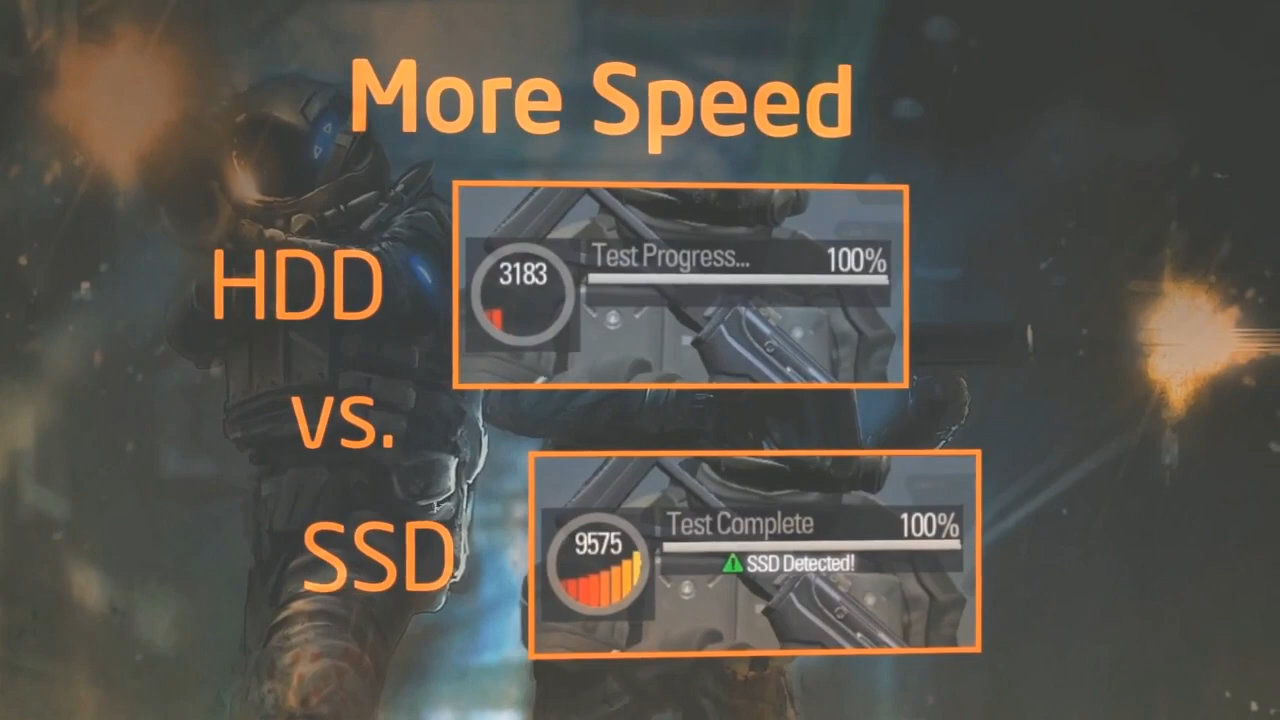 More Speed
HDD
3183
Test Progress...
100%
vs.
SSD
9575
Test Complete
100%
SSD Detected!